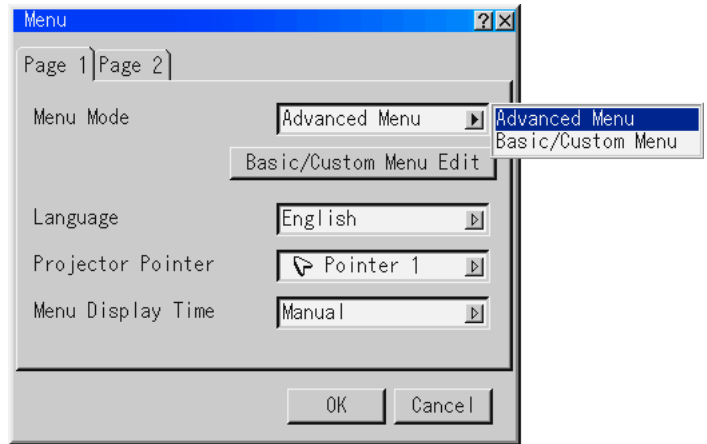 Menu
Page 1 Page 2
Menu Mode Advanced Menu
Advanced Menu
Basic/Custom Menu
Basic/Custom Menu Edit
Language English
Projector Pointer Pointer 1
Menu Display Time Manual
OK Cancel